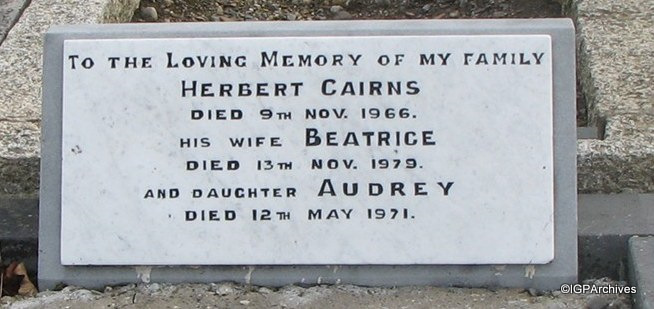 To the Loving Memory of my family
Herbert Cairns
died 9th Nov. 1966.
his wife Beatrice
died 13th Nov. 1979.
and daughter Audrey
died 12th May 1971.
©IGPArchives